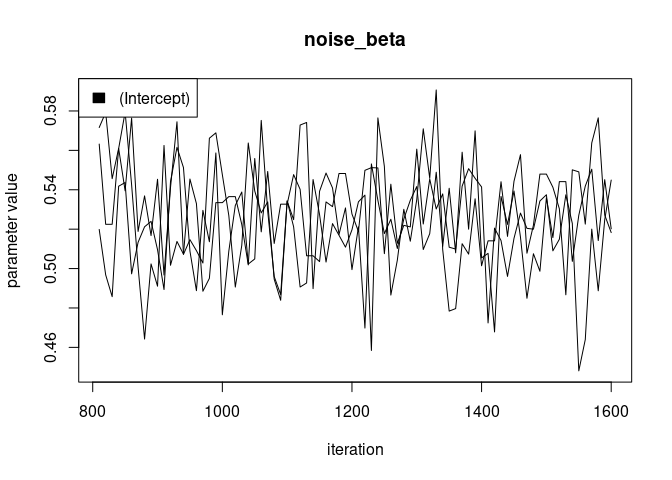 noise_beta
(Intercept)
0.58
0.54
0.50
0.46
parameter value
800 1000 1200 1400 1600
iteration